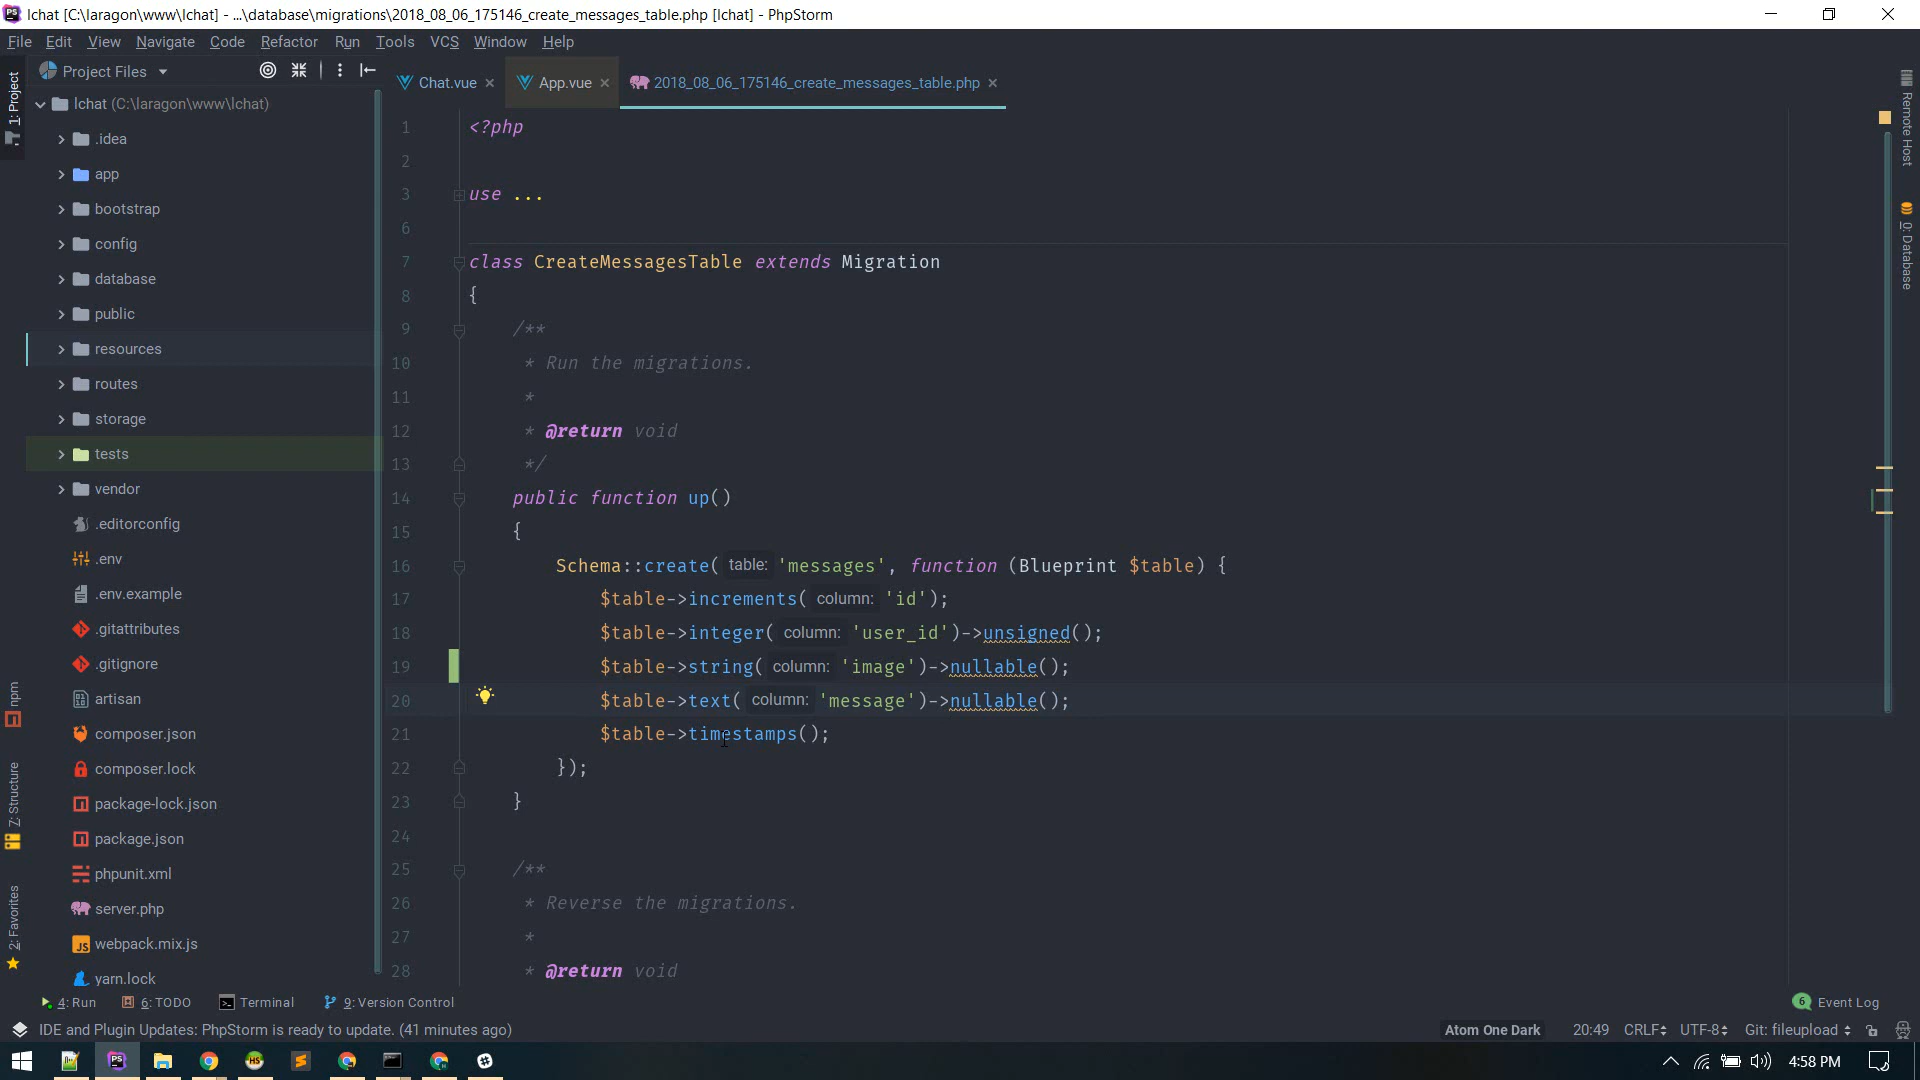 lchat [C:\laragon\www\lchat] - ...\database\migrations\2018_08_06_175146_create_messages_table.php [lchat] - PhpStorm
File Edit View Navigate Code Refactor Run Tools VCS Window Help
Project Files
Chat.vue App.vue 2018_08_06_175146_create_messages_table.php
1: Project
lchat (C:\laragon\www\lchat)
.idea
app
bootstrap
config
database
public
resources
routes
storage
tests
vendor
.editorconfig
.env
.env.example
.gitattributes
.gitignore
artisan
composer.json
composer.lock
package-lock.json
package.json
phpunit.xml
server.php
webpack.mix.js
yarn.lock
npm
7: Structure
2: Favorites
1 <?php
2
3 use ...
6
7 class CreateMessagesTable extends Migration
8 {
9 /**
10 * Run the migrations.
11 *
12 * @return void
13 */
14 public function up()
15 {
16 Schema::create( table: 'messages', function (Blueprint $table) {
17 $table->increments( column: 'id');
18 $table->integer( column: 'user_id')->unsigned();
19 $table->string( column: 'image')->nullable();
20 $table->text( column: 'message')->nullable();
21 $table->timestamps();
22 });
23 }
24
25 /**
26 * Reverse the migrations.
27 *
28 * @return void
Remote Host
0: Database
4: Run 6: TODO Terminal 9: Version Control
6 Event Log
IDE and Plugin Updates: PhpStorm is ready to update. (41 minutes ago)
Atom One Dark 20:49 CRLF UTF-8 Git: fileupload
PS HS S
4:58 PM